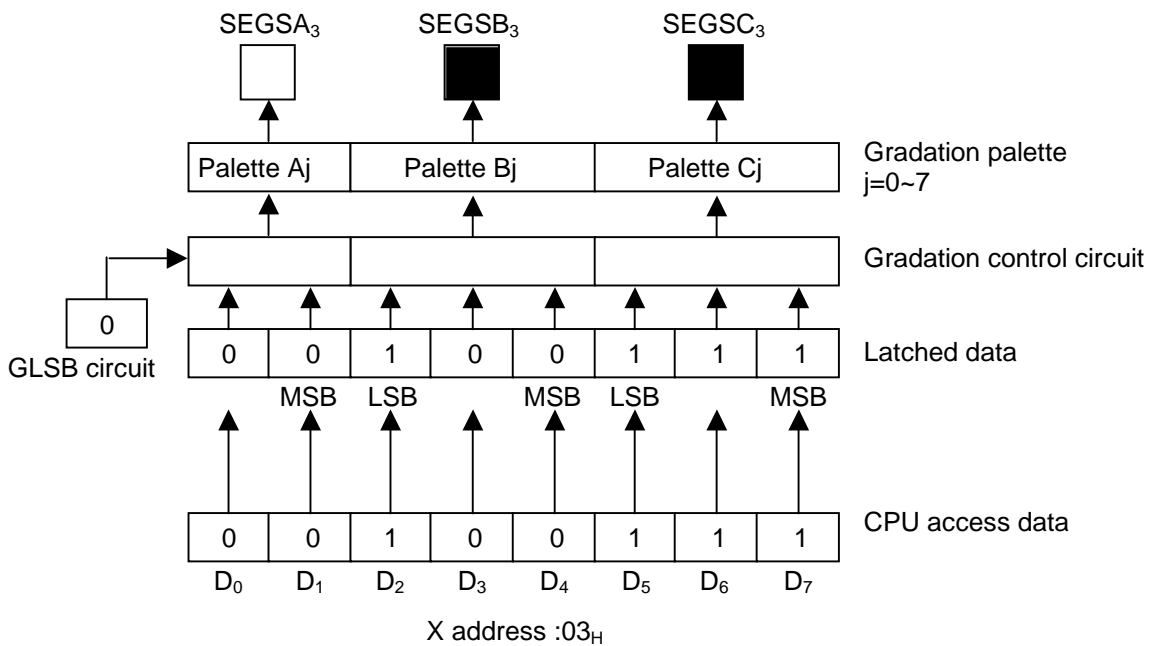 SEGSA₃ SEGSB₃ SEGSC₃
Palette Aj Palette Bj Palette Cj
Gradation palette
j=0~7
Gradation control circuit
0
GLSB circuit
0 0 1 0 0 1 1 1
Latched data
MSB LSB MSB LSB MSB
0 0 1 0 0 1 1 1
CPU access data
D₀ D₁ D₂ D₃ D₄ D₅ D₆ D₇
X address :03H